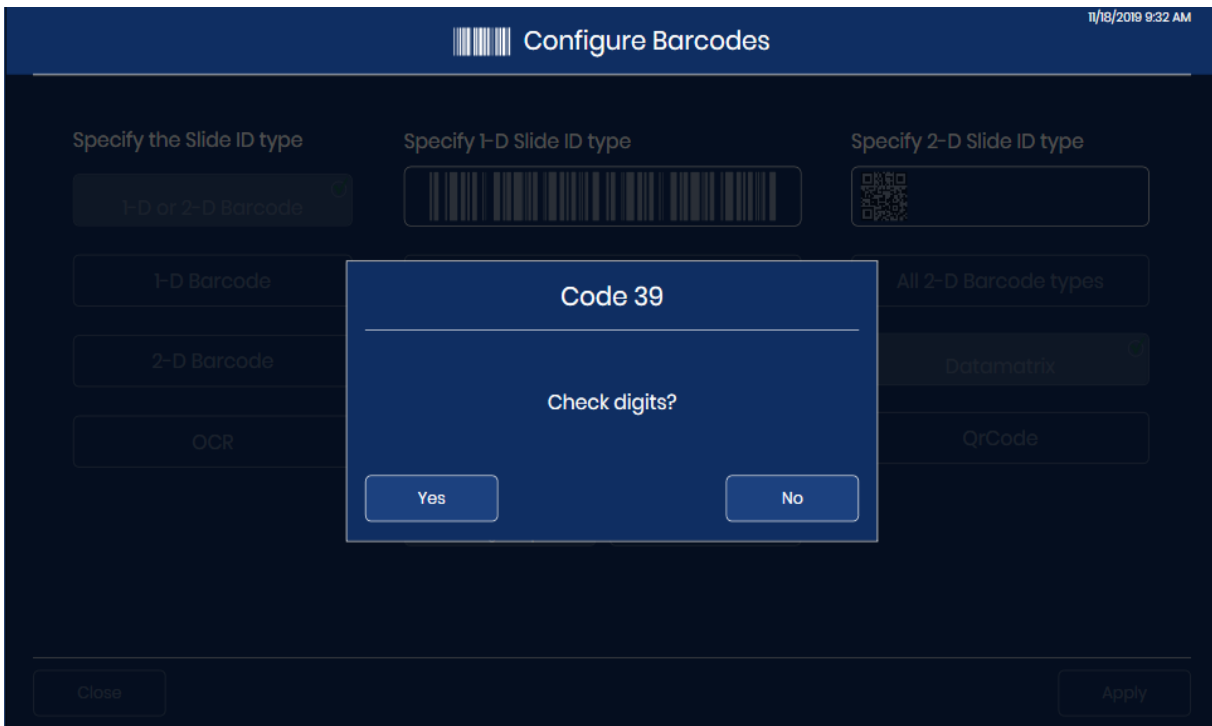 11/18/2019 9:32 AM
Configure Barcodes
Specify the Slide ID type
Specify 1-D Slide ID type
Specify 2-D Slide ID type
1-D or 2-D Barcode
1-D Barcode
All 2-D Barcode types
Code 39
2-D Barcode
Datamatrix
Check digits?
OCR
QrCode
Yes
No
Close
Apply